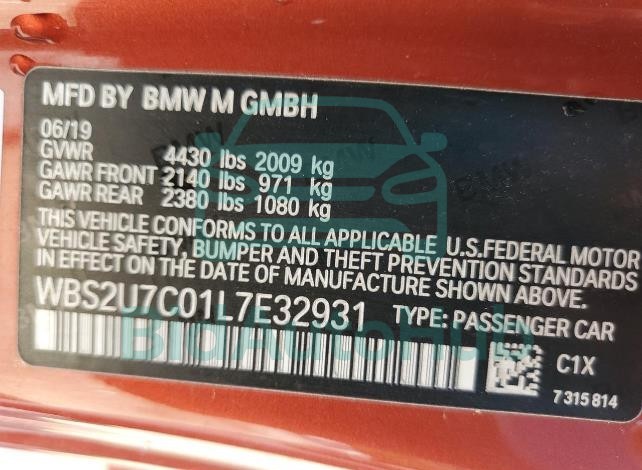 MFD BY BMW M GMBH
06/19
GVWR 4430 lbs 2009 kg
GAWR FRONT 2140 lbs 971 kg
GAWR REAR 2380 lbs 1080 kg
THIS VEHICLE CONFORMS TO ALL APPLICABLE U.S.FEDERAL MOTOR
VEHICLE SAFETY, BUMPER AND THEFT PREVENTION STANDARDS
IN EFFECT ON THE DATE OF MANUFACTURE SHOWN ABOVE.
WBS2U7C01L7E32931 TYPE: PASSENGER CAR
BidAutoHub
C1X
7 315 814